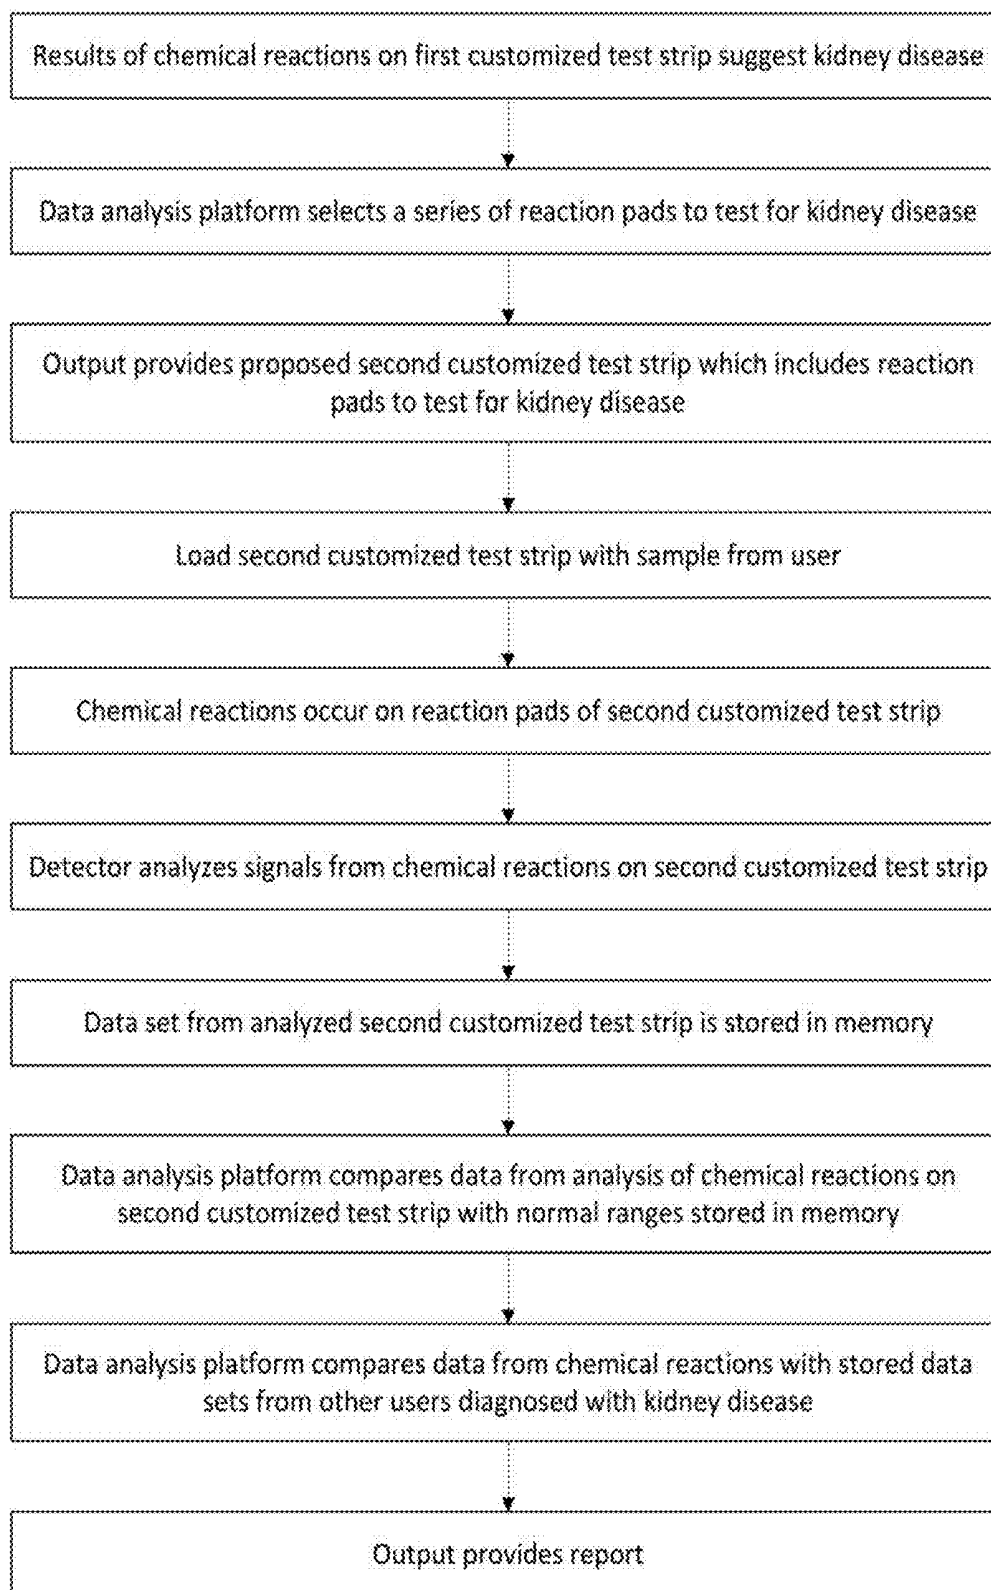 Results of chemical reactions on first customized test strip suggest kidney disease
Data analysis platform selects a series of reaction pads to test for kidney disease
Output provides proposed second customized test strip which includes reaction
pads to test for kidney disease
Load second customized test strip with sample from user
Chemical reactions occur on reaction pads of second customized test strip
Detector analyzes signals from chemical reactions on second customized test strip
Data set from analyzed second customized test strip is stored in memory
Data analysis platform compares data from analysis of chemical reactions on
second customized test strip with normal ranges stored in memory
Data analysis platform compares data from chemical reactions with stored data
sets from other users diagnosed with kidney disease
Output provides report